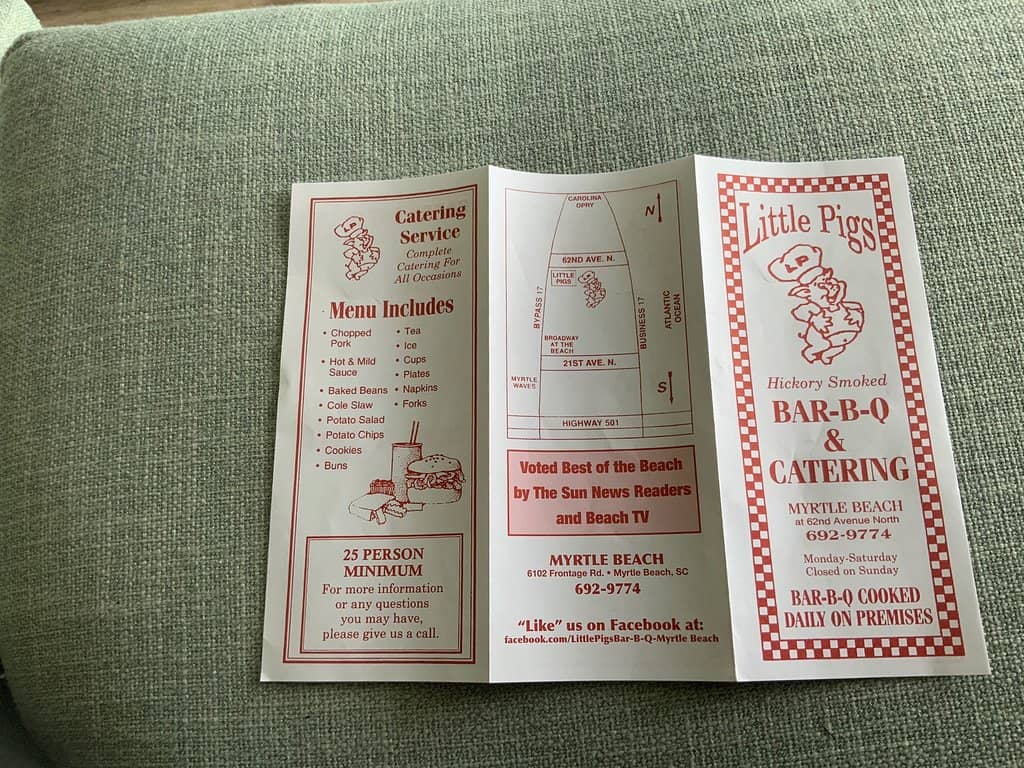 Catering
Service
Complete
Catering For
All Occasions
Menu Includes
• Chopped
Pork
• Hot & Mild
Sauce
• Baked Beans
• Cole Slaw
• Potato Salad
• Potato Chips
• Cookies
• Buns
• Tea
• Ice
• Cups
• Plates
• Napkins
• Forks
25 PERSON
MINIMUM
For more information
or any questions
you may have,
please give us a call.
CAROLINA
OPRY
N
62ND AVE. N.
LITTLE
PIGS
BYPASS 17
BUSINESS 17
ATLANTIC
OCEAN
BROADWAY
AT THE
BEACH
21ST AVE. N.
MYRTLE
WAVES
S
HIGHWAY 501
Voted Best of the Beach
by The Sun News Readers
and Beach TV
MYRTLE BEACH
6102 Frontage Rd. • Myrtle Beach, SC
692-9774
"Like" us on Facebook at:
facebook.com/LittlePigsBar-B-Q-Myrtle Beach
Little Pigs
L.P.
Hickory Smoked
BAR-B-Q
&
CATERING
MYRTLE BEACH
at 62nd Avenue North
692-9774
Monday-Saturday
Closed on Sunday
BAR-B-Q COOKED
DAILY ON PREMISES